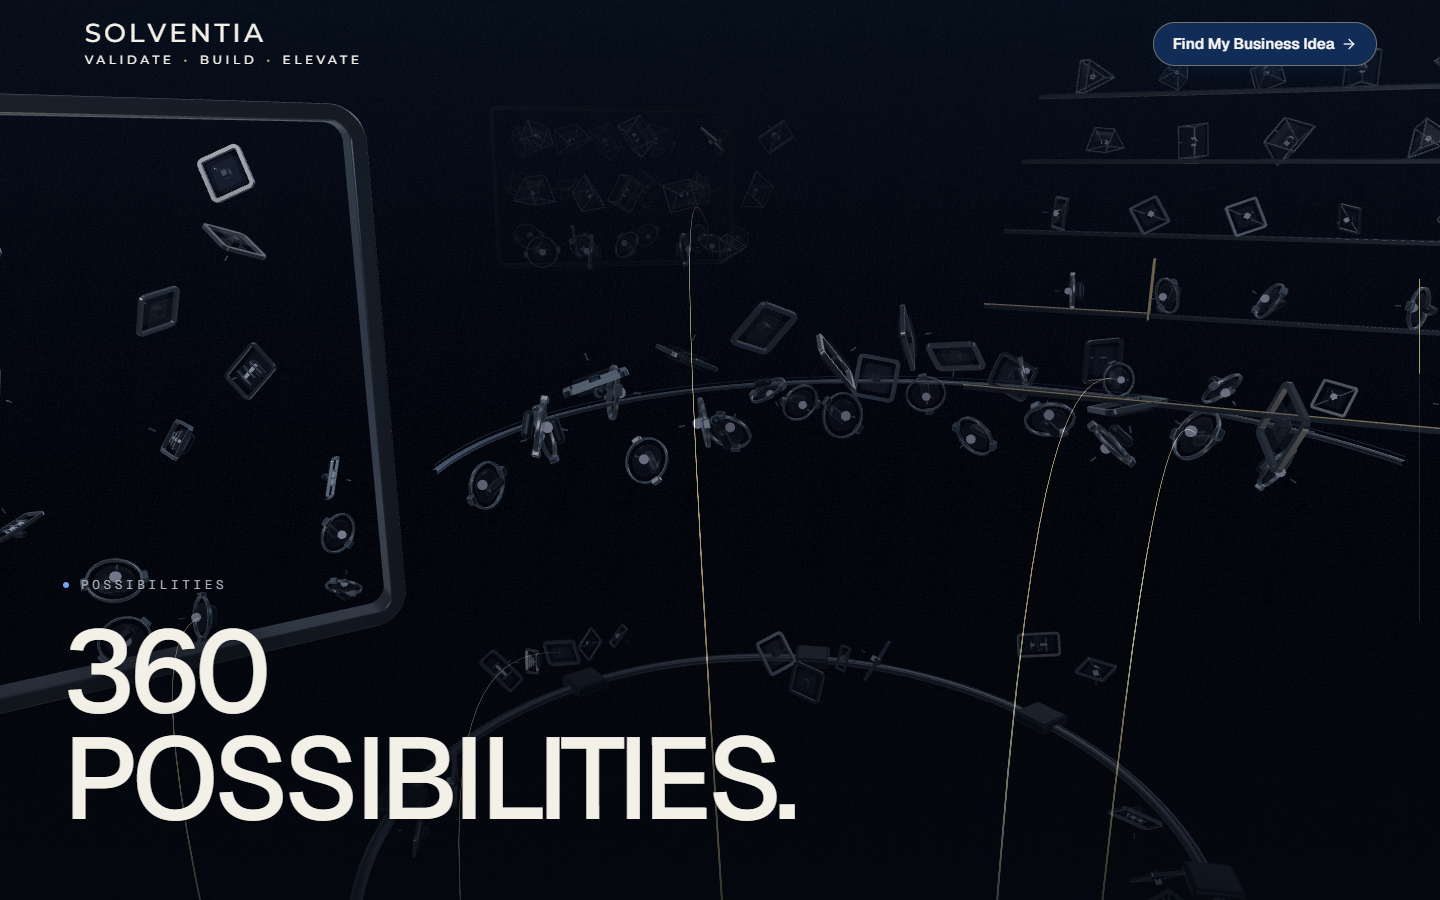 SOLVENTIA
VALIDATE · BUILD · ELEVATE
Find My Business Idea →
POSSIBILITIES
360
POSSIBILITIES.